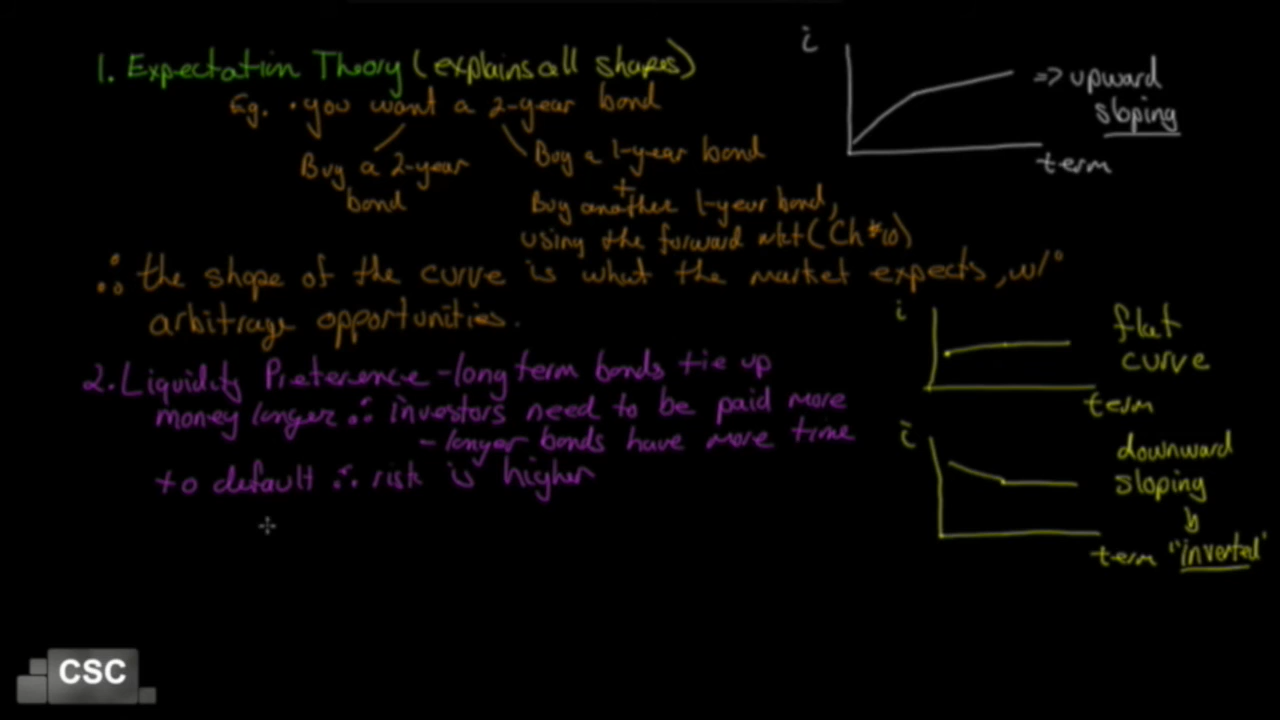 1. Expectation Theory (explains all shapes)
Eg. • you want a 2-year bond
Buy a 2-year
bond
Buy a 1-year bond
+
Buy another 1-year bond,
using the forward mkt (Ch*10)
∴ the shape of the curve is what the market expects, w/o
arbitrage opportunities.
2. Liquidity Preference - long term bonds tie up
money longer ∴ investors need to be paid more
- longer bonds have more time
to default ∴ risk is higher
i
=> upward
sloping
term
i
flat
curve
term
i
downward
sloping
term "inverted"
CSC